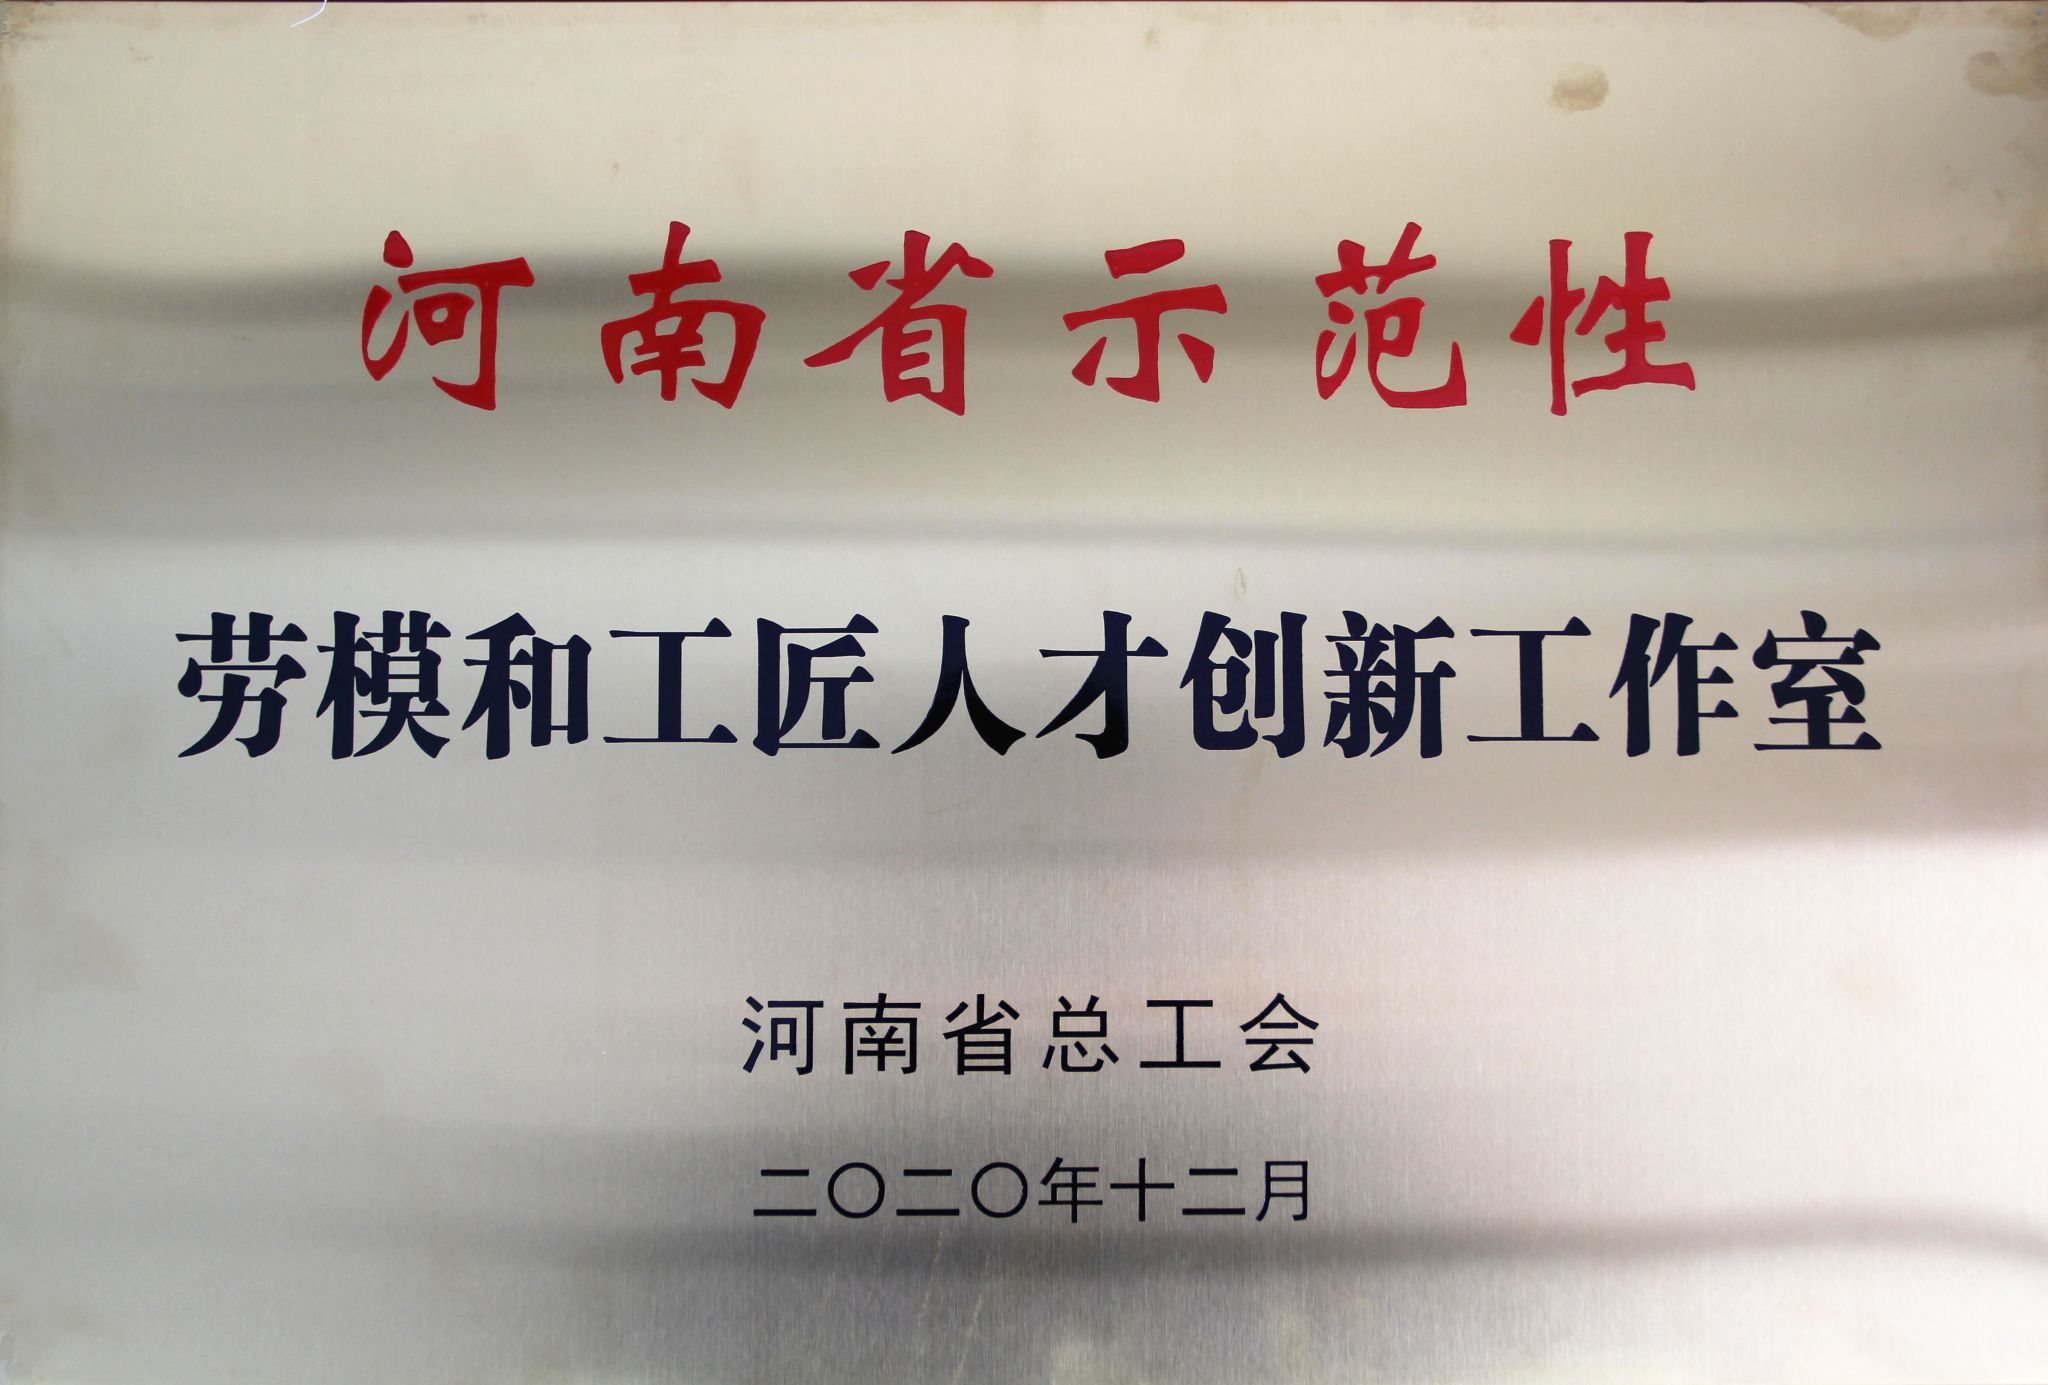 河南省示范性
劳模和工匠人才创新工作室
河南省总工会
二〇二〇年十二月